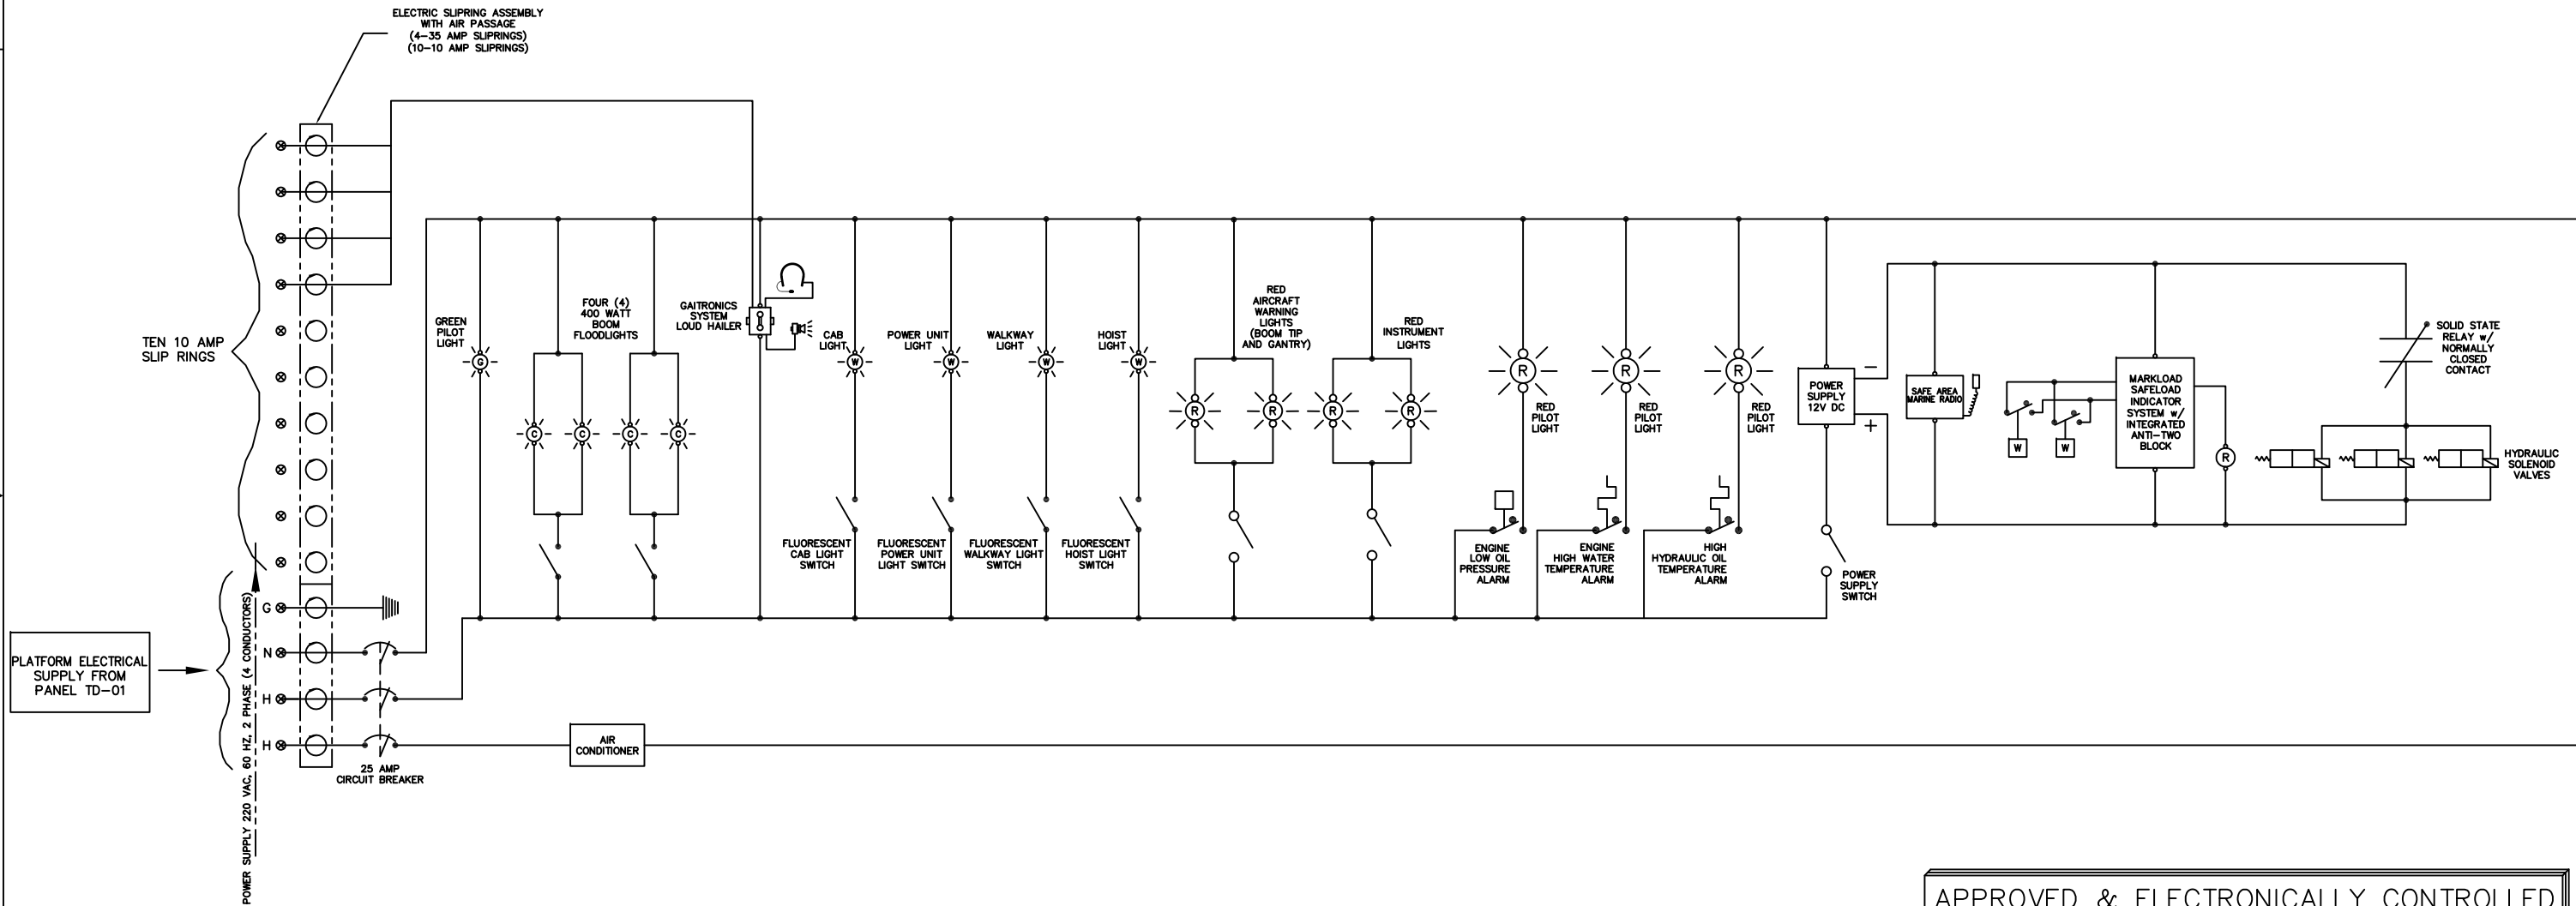 ELECTRIC SLIPRING ASSEMBLY
WITH AIR PASSAGE
(4-35 AMP SLIPRINGS)
(10-10 AMP SLIPRINGS)
TEN 10 AMP
SLIP RINGS
GREEN
PILOT
LIGHT
G
FOUR (4)
400 WATT
BOOM
FLOODLIGHTS
C
C
C
C
GAITRONICS
SYSTEM
LOUD HAILER
CAB
LIGHT
W
POWER UNIT
LIGHT
W
WALKWAY
LIGHT
W
HOIST
LIGHT
W
FLUORESCENT
CAB LIGHT
SWITCH
FLUORESCENT
POWER UNIT
LIGHT SWITCH
FLUORESCENT
WALKWAY LIGHT
SWITCH
FLUORESCENT
HOIST LIGHT
SWITCH
RED
AIRCRAFT
WARNING
LIGHTS
(BOOM TIP
AND GANTRY)
R
R
RED
INSTRUMENT
LIGHTS
R
R
R
RED
PILOT
LIGHT
R
RED
PILOT
LIGHT
R
RED
PILOT
LIGHT
ENGINE
LOW OIL
PRESSURE
ALARM
ENGINE
HIGH WATER
TEMPERATURE
ALARM
HIGH
HYDRAULIC OIL
TEMPERATURE
ALARM
POWER
SUPPLY
12V DC
−
+
POWER
SUPPLY
SWITCH
SAFE AREA
MARINE RADIO
W
W
MARKLOAD
SAFELOAD
INDICATOR
SYSTEM w/
INTEGRATED
ANTI-TWO
BLOCK
R
SOLID STATE
RELAY w/
NORMALLY
CLOSED
CONTACT
HYDRAULIC
SOLENOID
VALVES
G
N
H
H
PLATFORM ELECTRICAL
SUPPLY FROM
PANEL TD-01
POWER SUPPLY 220 VAC, 60 HZ, 2 PHASE (4 CONDUCTORS)
25 AMP
CIRCUIT BREAKER
AIR
CONDITIONER
APPROVED & ELECTRONICALLY CONTROLLED